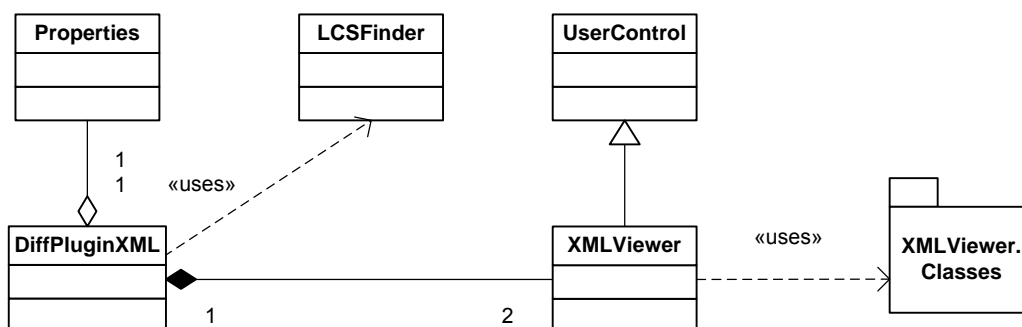 Properties
LCSFinder
UserControl
1
1
«uses»
DiffPluginXML
XMLViewer
«uses»
XMLViewer.
Classes
1
2